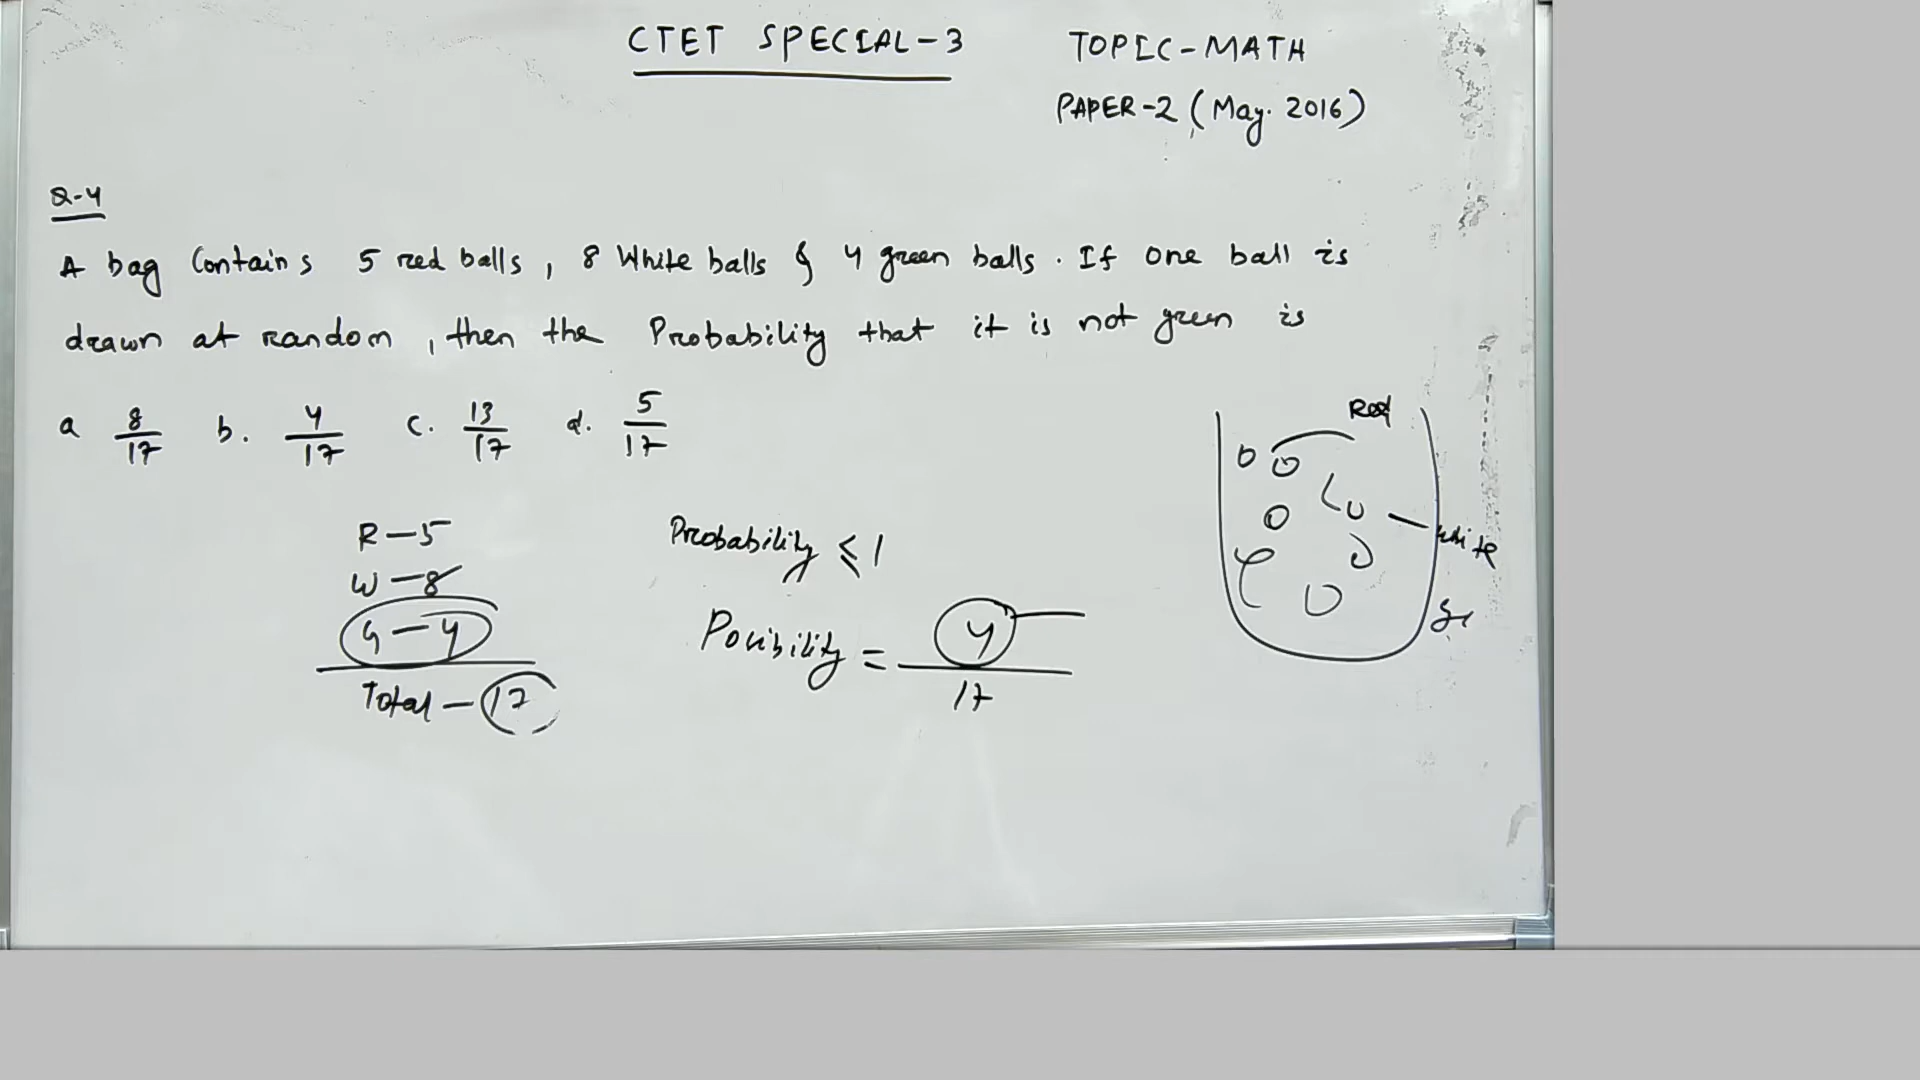 CTET SPECIAL-3
TOPIC-MATH
PAPER-2 (May. 2016)
Q-4
A bag Contains 5 red balls, 8 White balls & 4 green balls. If one ball is
drawn at random, then the Probability that it is not green is
a 8/17 b. 4/17 c. 13/17 d. 5/17
R-5
W-8
G-4
Total-17
Probability ≤ 1
= 4/17
Red
white